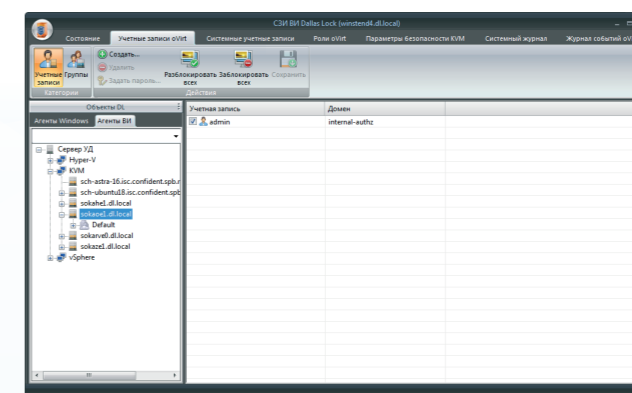 СЗИ ВИ Dallas Lock (winstend4.dl.local)
Состояние Учетные записи oVirt Системные учетные записи Роли oVirt Параметры безопасности KVM Системный журнал Журнал событий oV
Учетные записи Группы
Создать...
Удалить
Задать пароль...
Разблокировать всех Заблокировать всех Сохранить
Категории Действия
Объекты DL
Агенты Windows Агенты ВИ
Учетная запись Домен
admin internal-authz
Сервер УД
Hyper-V
KVM
sch-astra-16.isc.confident.spb.r
sch-ubuntu18.isc.confident.spb
sokahe1.dl.local
sokaoe1.dl.local
Default
sokarve0.dl.local
sokaze1.dl.local
vSphere